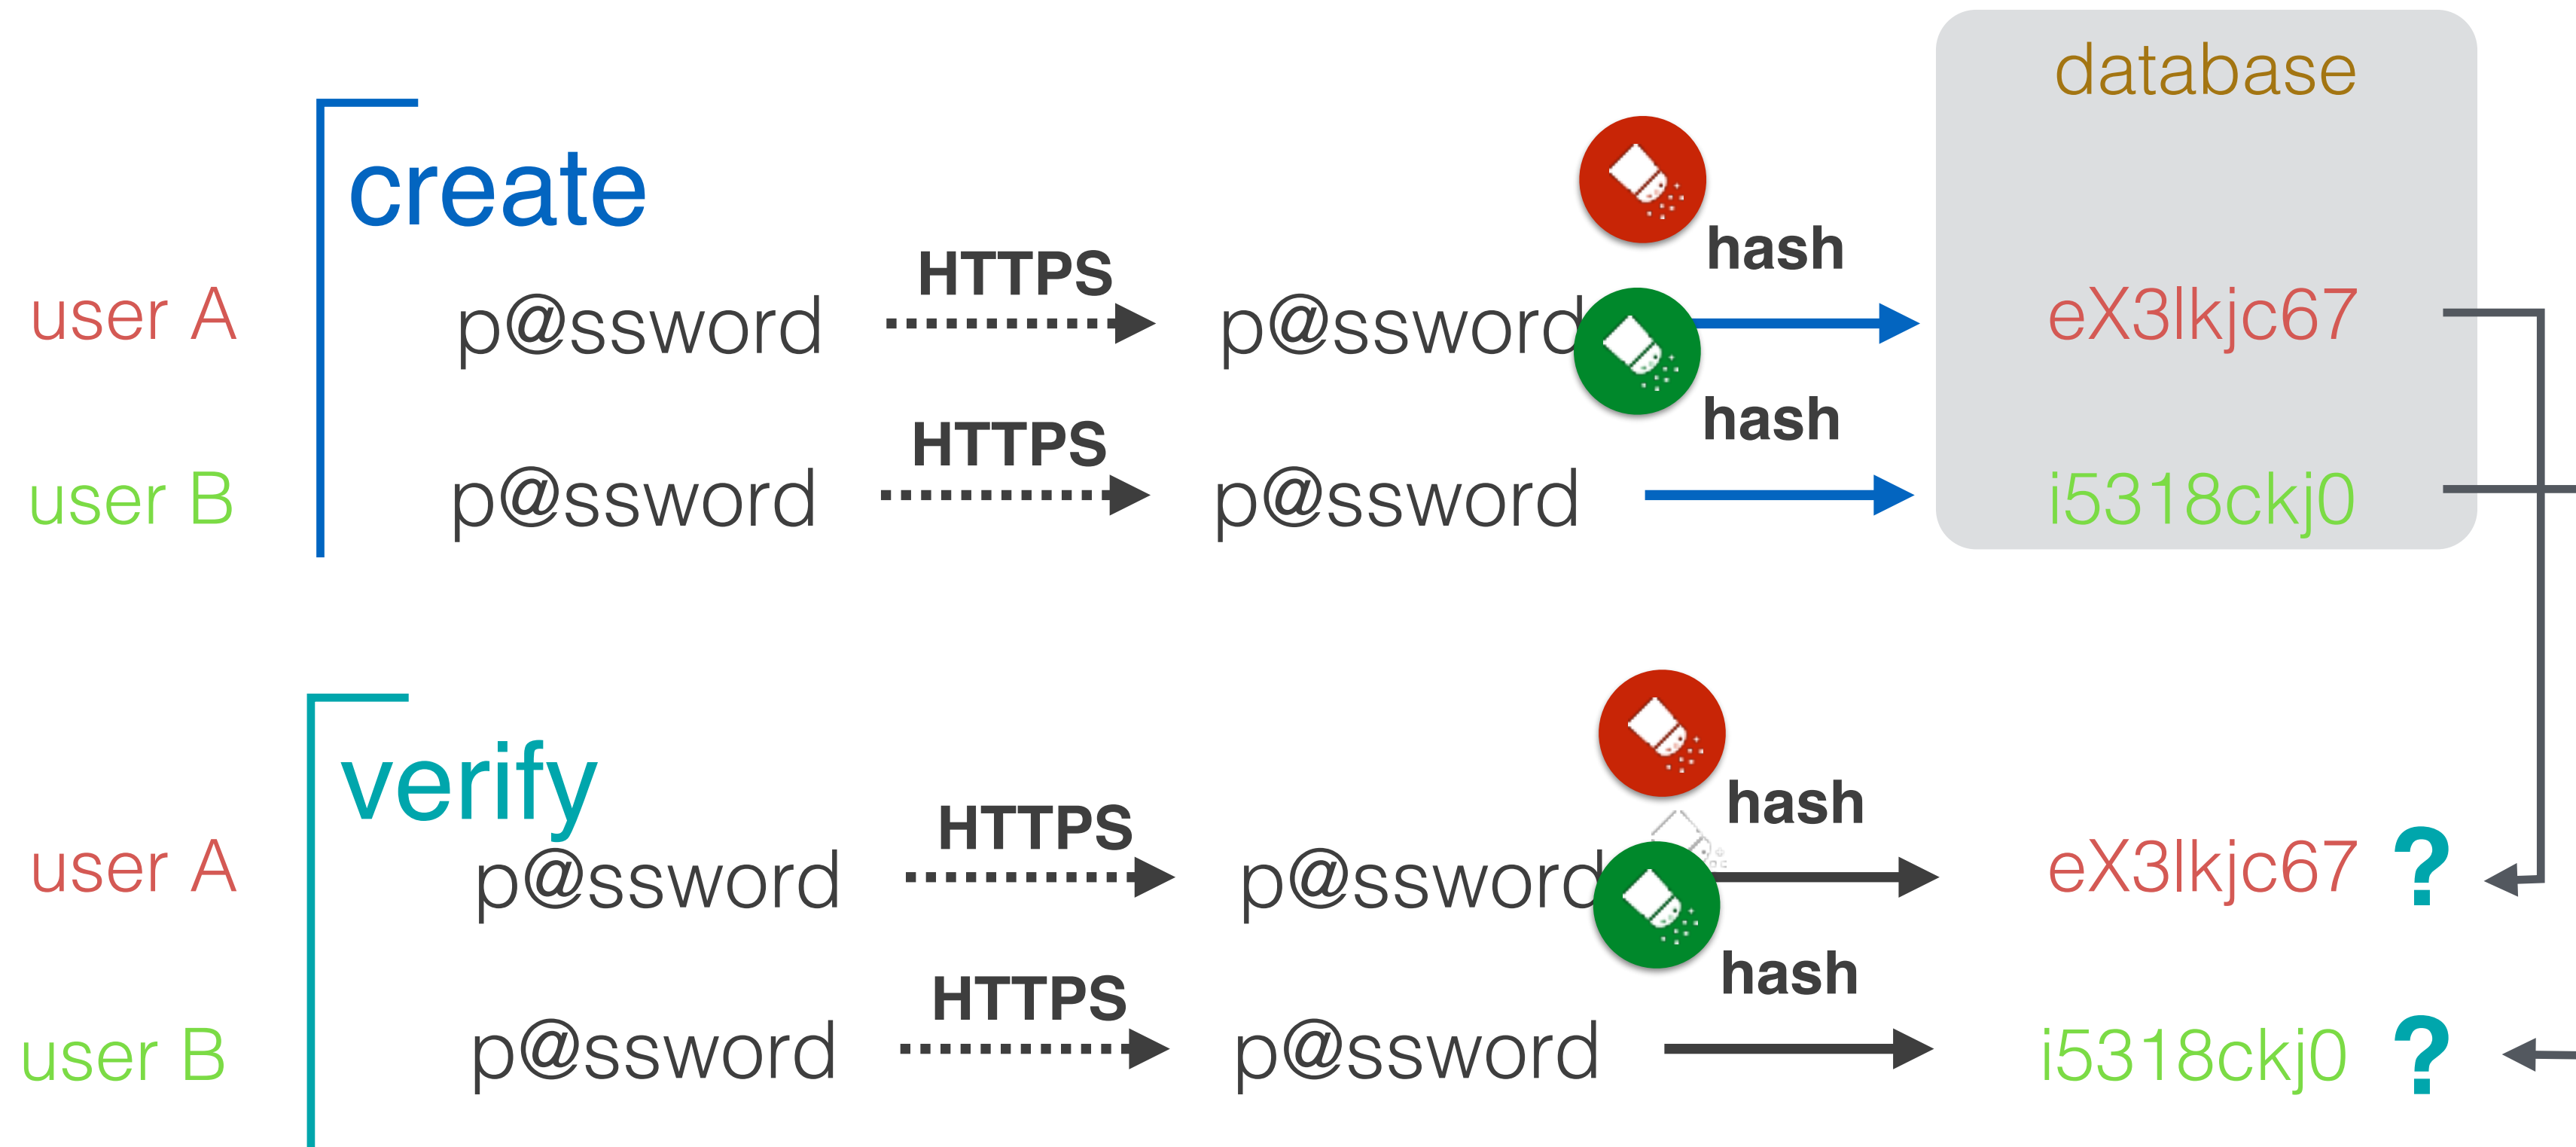 database
create
user A p@ssword HTTPS p@ssword hash eX3lkjc67
user B p@ssword HTTPS p@ssword hash i5318ckj0
verify
user A p@ssword HTTPS p@ssword hash eX3lkjc67 ?
user B p@ssword HTTPS p@ssword hash i5318ckj0 ?